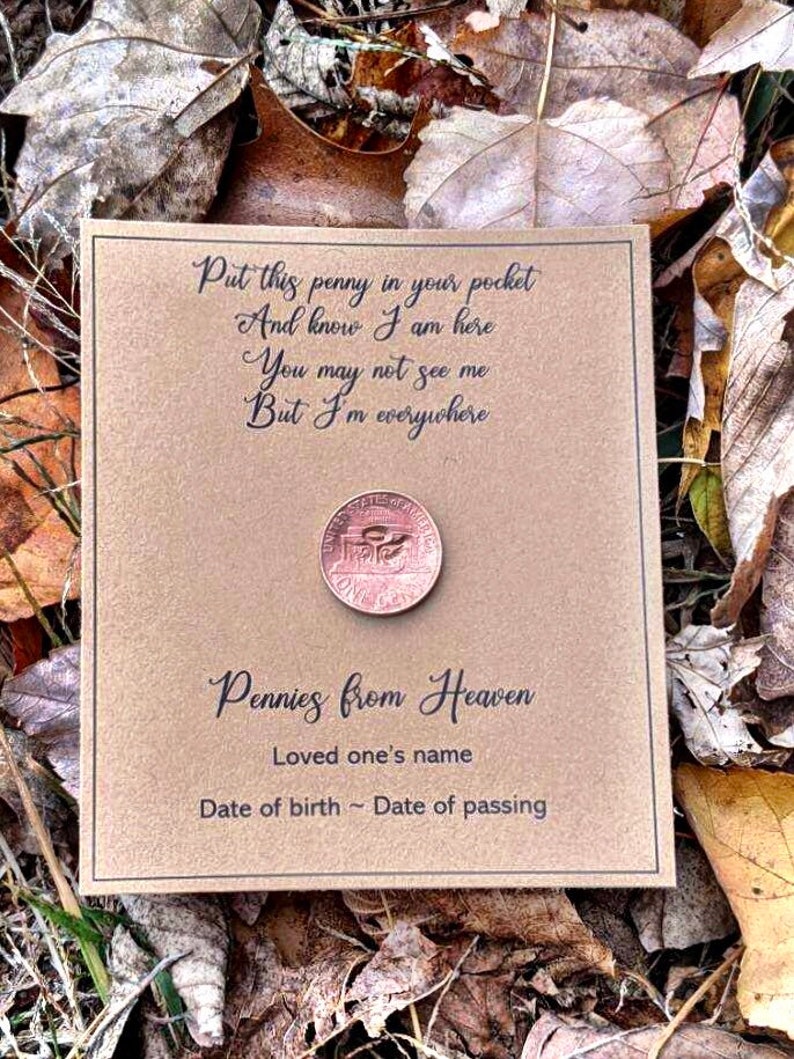 Put this penny in your pocket
And know I am here
You may not see me
But I'm everywhere
UNITED STATES OF AMERICA
ONE CENT
Pennies from Heaven
Loved one's name
Date of birth ~ Date of passing